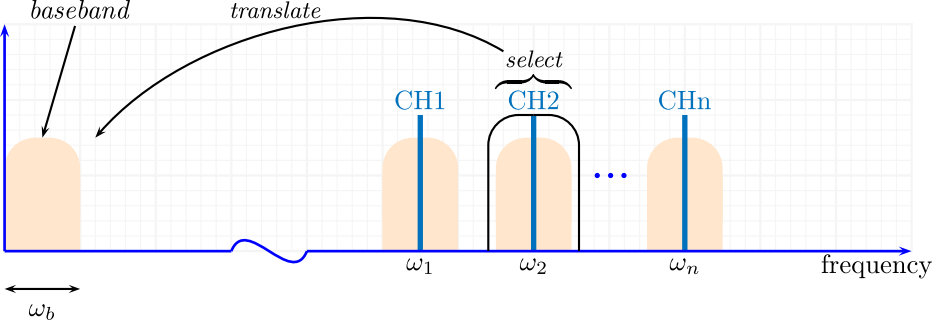 baseband
translate
select
CH1
CH2
CHn
...
ω1
ω2
ωn
frequency
ωb